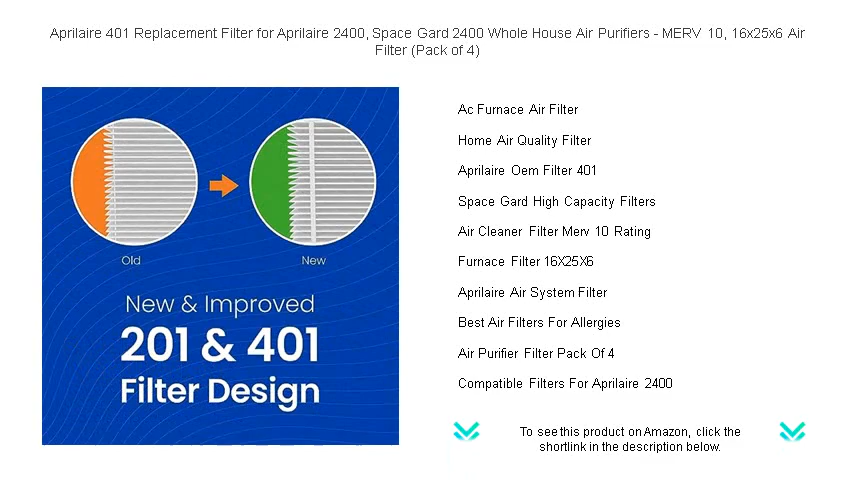 Aprilaire 401 Replacement Filter for Aprilaire 2400, Space Gard 2400 Whole House Air Purifiers - MERV 10, 16x25x6 Air
Filter (Pack of 4)
Old
New
New & Improved
201 & 401
Filter Design
Ac Furnace Air Filter
Home Air Quality Filter
Aprilaire Oem Filter 401
Space Gard High Capacity Filters
Air Cleaner Filter Merv 10 Rating
Furnace Filter 16X25X6
Aprilaire Air System Filter
Best Air Filters For Allergies
Air Purifier Filter Pack Of 4
Compatible Filters For Aprilaire 2400
To see this product on Amazon, click the
shortlink in the description below.